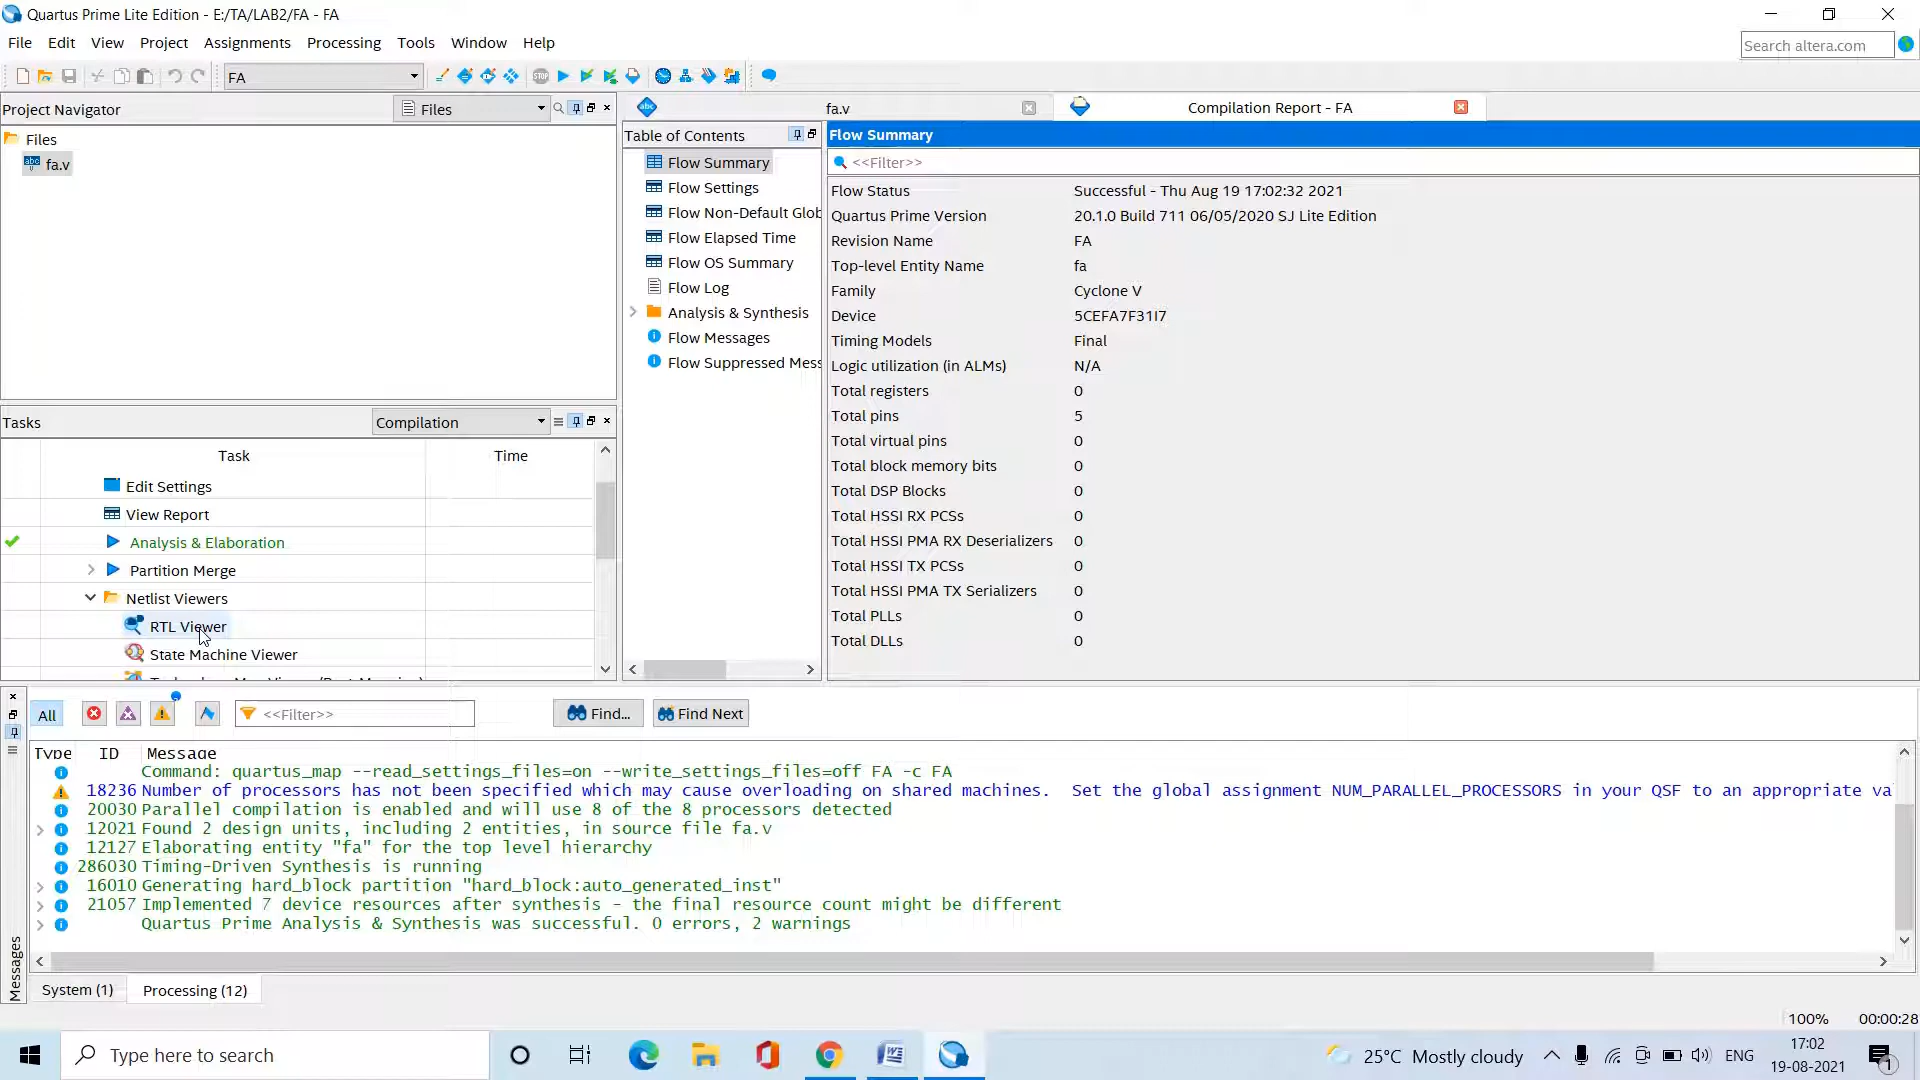 Quartus Prime Lite Edition - E:/TA/LAB2/FA - FA
File Edit View Project Assignments Processing Tools Window Help
Search altera.com
FA
Project Navigator
Files
Files
fa.v
fa.v
Compilation Report - FA
Table of Contents
Flow Summary
Flow Settings
Flow Non-Default Glob
Flow Elapsed Time
Flow OS Summary
Flow Log
Analysis & Synthesis
Flow Messages
Flow Suppressed Mess
Flow Summary
<<Filter>>
Flow Status Successful - Thu Aug 19 17:02:32 2021
Quartus Prime Version 20.1.0 Build 711 06/05/2020 SJ Lite Edition
Revision Name FA
Top-level Entity Name fa
Family Cyclone V
Device 5CEFA7F31I7
Timing Models Final
Logic utilization (in ALMs) N/A
Total registers 0
Total pins 5
Total virtual pins 0
Total block memory bits 0
Total DSP Blocks 0
Total HSSI RX PCSs 0
Total HSSI PMA RX Deserializers 0
Total HSSI TX PCSs 0
Total HSSI PMA TX Serializers 0
Total PLLs 0
Total DLLs 0
Tasks
Compilation
Task Time
Edit Settings
View Report
Analysis & Elaboration
Partition Merge
Netlist Viewers
RTL Viewer
State Machine Viewer
All
<<Filter>>
Find...
Find Next
Type ID Message
Command: quartus_map --read_settings_files=on --write_settings_files=off FA -c FA
18236 Number of processors has not been specified which may cause overloading on shared machines. Set the global assignment NUM_PARALLEL_PROCESSORS in your QSF to an appropriate va
20030 Parallel compilation is enabled and will use 8 of the 8 processors detected
12021 Found 2 design units, including 2 entities, in source file fa.v
12127 Elaborating entity "fa" for the top level hierarchy
286030 Timing-Driven Synthesis is running
16010 Generating hard_block partition "hard_block:auto_generated_inst"
21057 Implemented 7 device resources after synthesis - the final resource count might be different
Quartus Prime Analysis & Synthesis was successful. 0 errors, 2 warnings
Messages
System (1)
Processing (12)
100% 00:00:28
Type here to search
25°C Mostly cloudy
ENG
17:02
19-08-2021
1